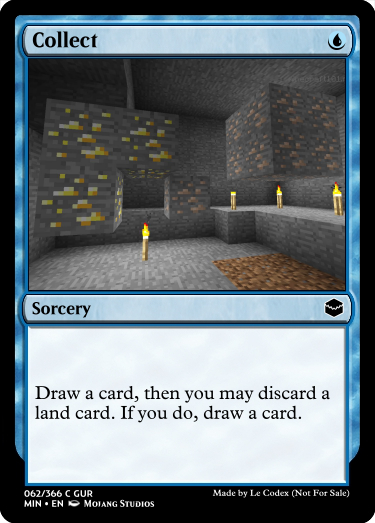 Collect
Sorcery
Draw a card, then you may discard a
land card. If you do, draw a card.
062/366 C GUR
MIN • EN Mojang Studios
Made by Le Codex (Not For Sale)